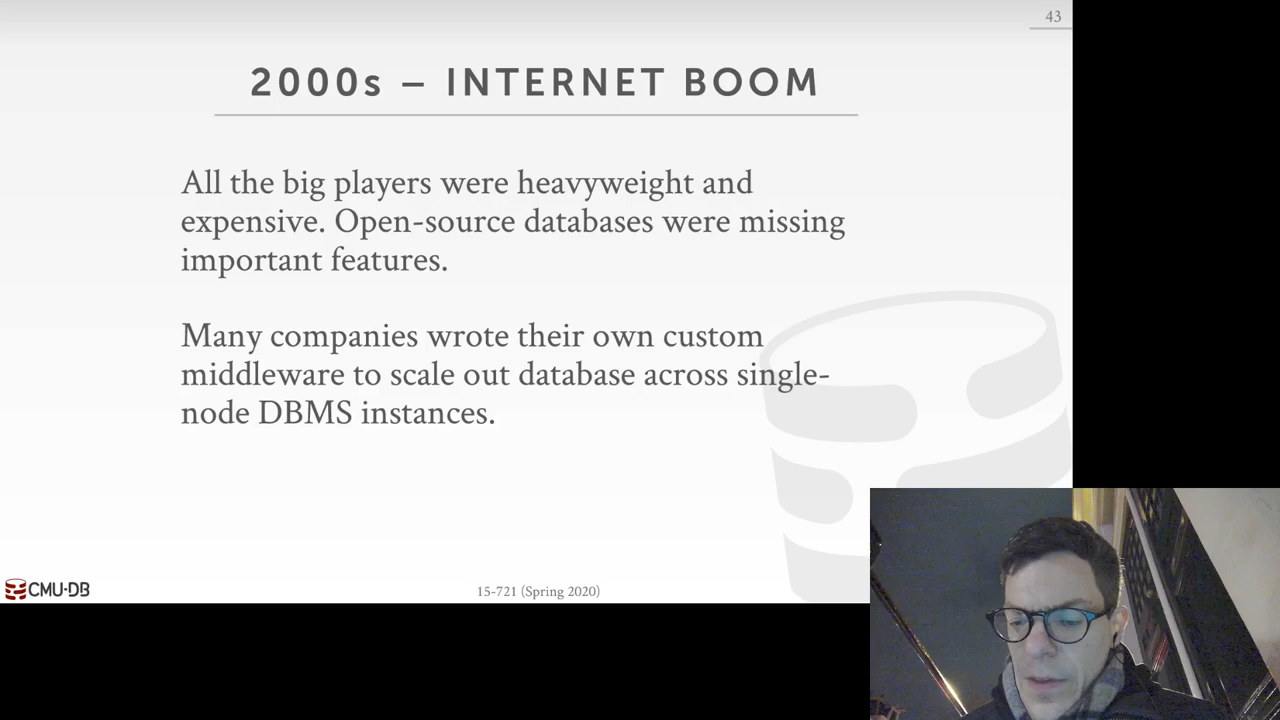 43
2000s – INTERNET BOOM
All the big players were heavyweight and
expensive. Open-source databases were missing
important features.
Many companies wrote their own custom
middleware to scale out database across single-
node DBMS instances.
CMU·DB
15-721 (Spring 2020)